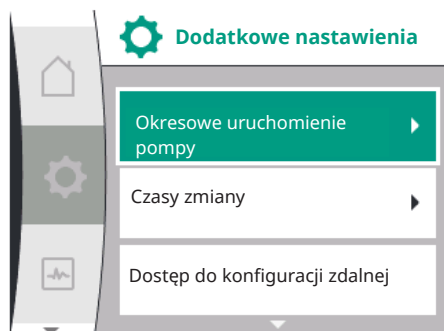 Dodatkowe nastawienia
Okresowe uruchomienie
pompy
Czasy zmiany
Dostęp do konfiguracji zdalnej